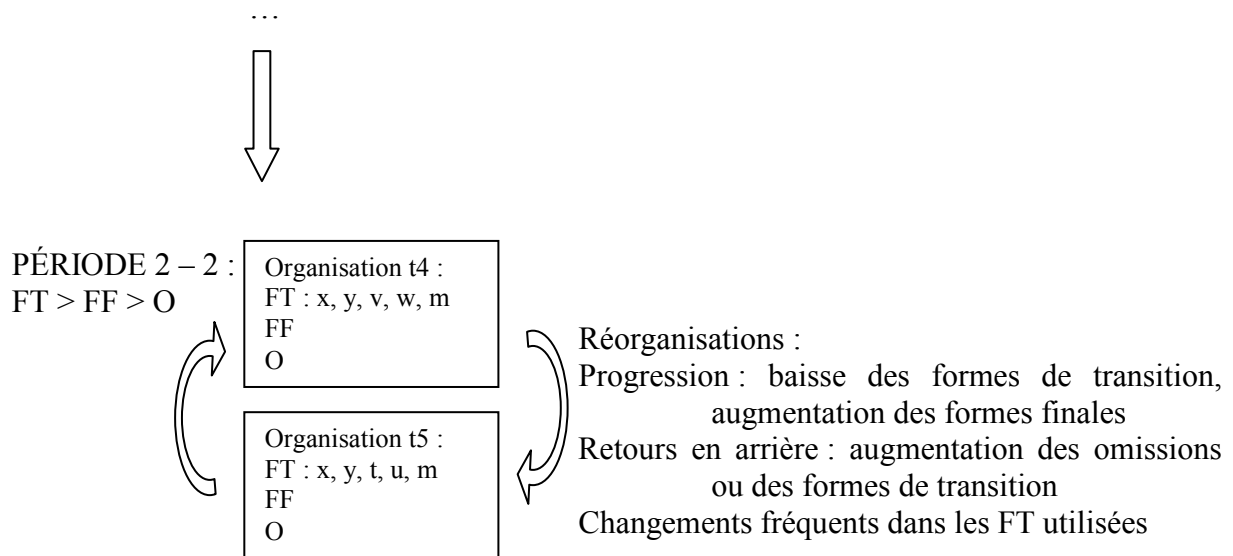 …
PÉRIODE 2 – 2 :
FT > FF > O
Organisation t4 :
FT : x, y, v, w, m
FF
O
Réorganisations :
Progression : baisse des formes de transition,
augmentation des formes finales
Retours en arrière : augmentation des omissions
ou des formes de transition
Changements fréquents dans les FT utilisées
Organisation t5 :
FT : x, y, t, u, m
FF
O